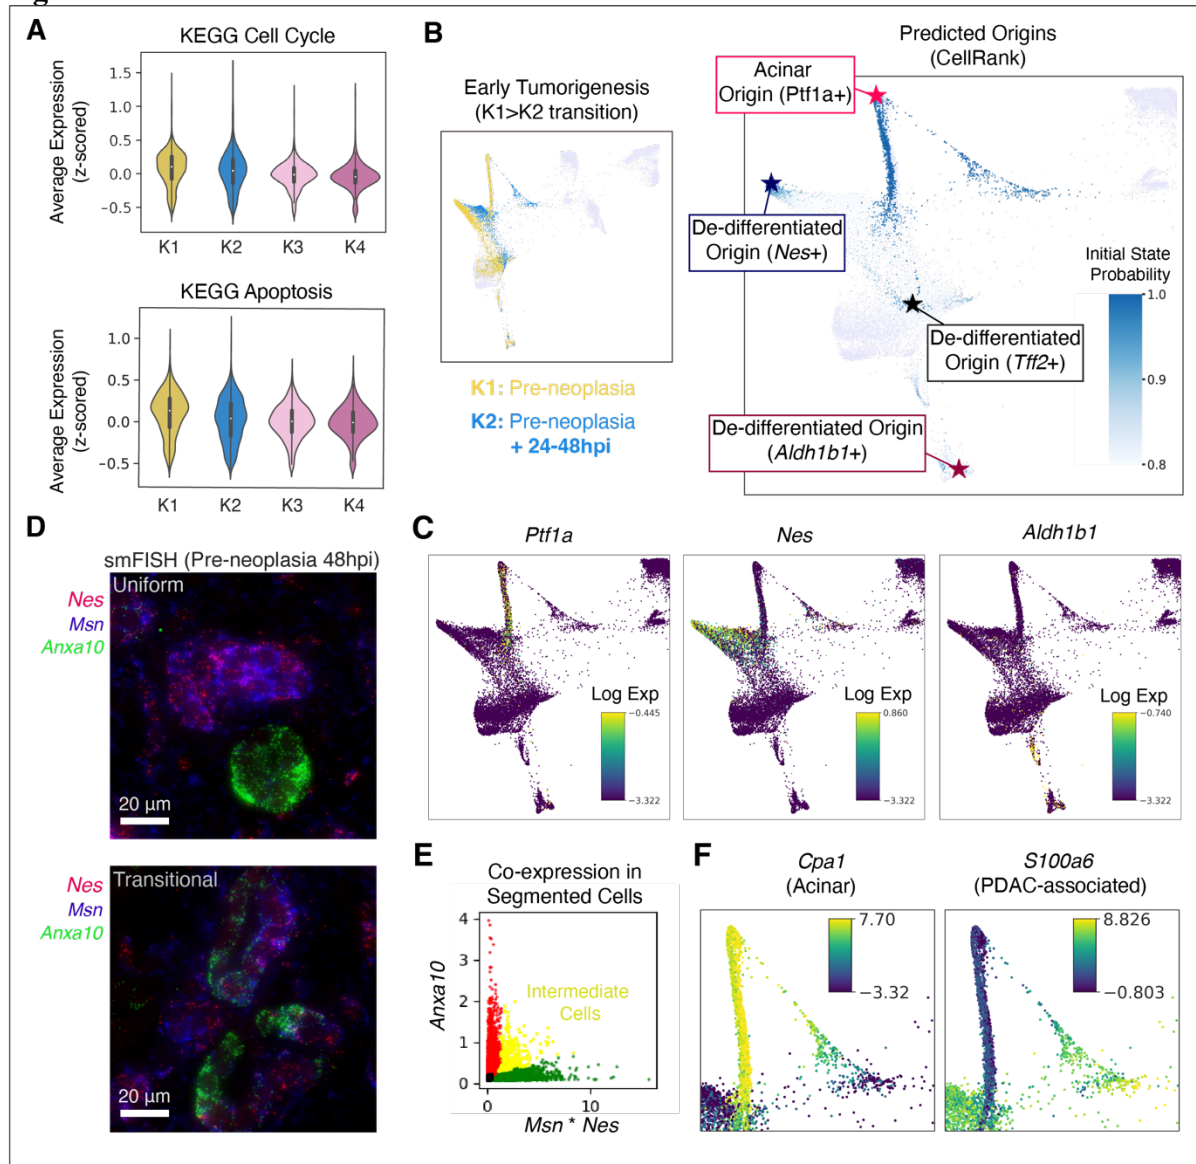 A
KEGG Cell Cycle
Average Expression
(z-scored)
1.5
1.0
0.5
0.0
−0.5
K1 K2 K3 K4
KEGG Apoptosis
Average Expression
(z-scored)
1.0
0.5
0.0
−0.5
K1 K2 K3 K4
B
Early Tumorigenesis
(K1>K2 transition)
K1: Pre-neoplasia
K2: Pre-neoplasia
+ 24-48hpi
Predicted Origins
(CellRank)
Acinar
Origin (Ptf1a+)
De-differentiated
Origin (Nes+)
De-differentiated
Origin (Tff2+)
De-differentiated Origin
(Aldh1b1+)
Initial State
Probability
1.0
0.9
0.8
C
Ptf1a
Log Exp
−0.445
−3.322
Nes
Log Exp
0.860
−3.322
Aldh1b1
Log Exp
−0.740
−3.322
D
smFISH (Pre-neoplasia 48hpi)
Uniform
Nes
Msn
Anxa10
20 µm
Transitional
Nes
Msn
Anxa10
20 µm
E
Co-expression in
Segmented Cells
Anxa10
4
3
2
1
0
Intermediate
Cells
0 10
Msn * Nes
F
Cpa1
(Acinar)
7.70
−3.32
S100a6
(PDAC-associated)
8.826
−0.803